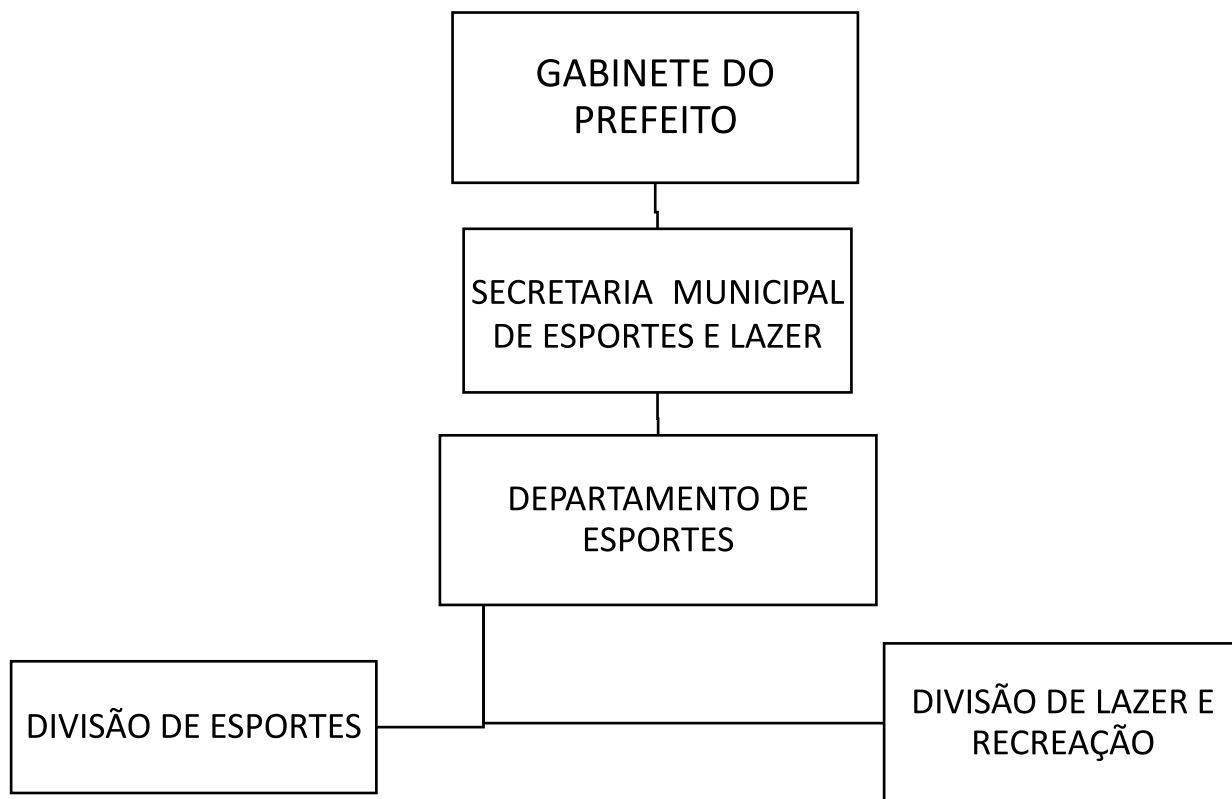 GABINETE DO
PREFEITO
SECRETARIA MUNICIPAL
DE ESPORTES E LAZER
DEPARTAMENTO DE
ESPORTES
DIVISÃO DE ESPORTES
DIVISÃO DE LAZER E
RECREAÇÃO